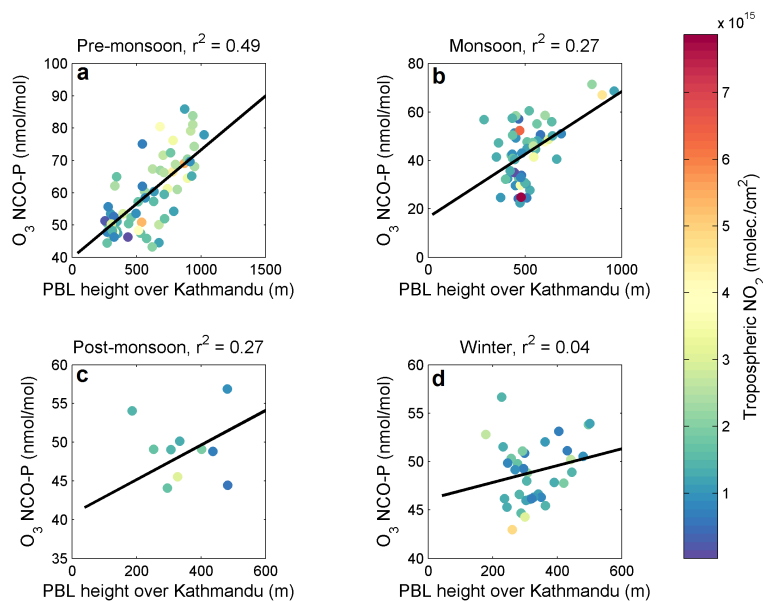 Pre-monsoon, r² = 0.49
a
100
90
80
70
60
50
40
O₃ NCO-P (nmol/mol)
0 500 1000 1500
PBL height over Kathmandu (m)
Monsoon, r² = 0.27
b
80
60
40
20
0
O₃ NCO-P (nmol/mol)
0 500 1000
PBL height over Kathmandu (m)
Post-monsoon, r² = 0.27
c
60
55
50
45
40
35
O₃ NCO-P (nmol/mol)
0 200 400 600
PBL height over Kathmandu (m)
Winter, r² = 0.04
d
60
55
50
45
40
O₃ NCO-P (nmol/mol)
0 200 400 600
PBL height over Kathmandu (m)
x 10¹⁵
7
6
5
4
3
2
1
Tropospheric NO₂ (molec./cm²)